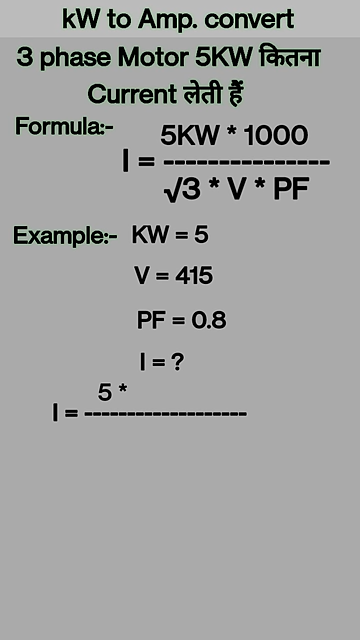 kW to Amp. convert
3 phase Motor 5KW कितना
Current लेती हैं
Formula:-
5KW * 1000
I = ---------------
√3 * V * PF
Example:- KW = 5
V = 415
PF = 0.8
I = ?
5 *
I = -------------------